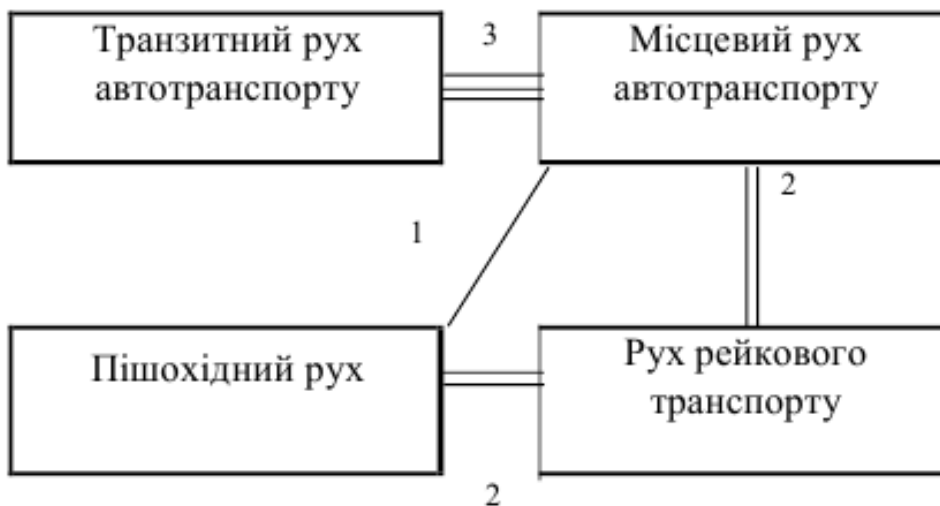 Транзитний рух
автотранспорту
3
Місцевий рух
автотранспорту
1
2
Пішохідний рух
Рух рейкового
транспорту
2